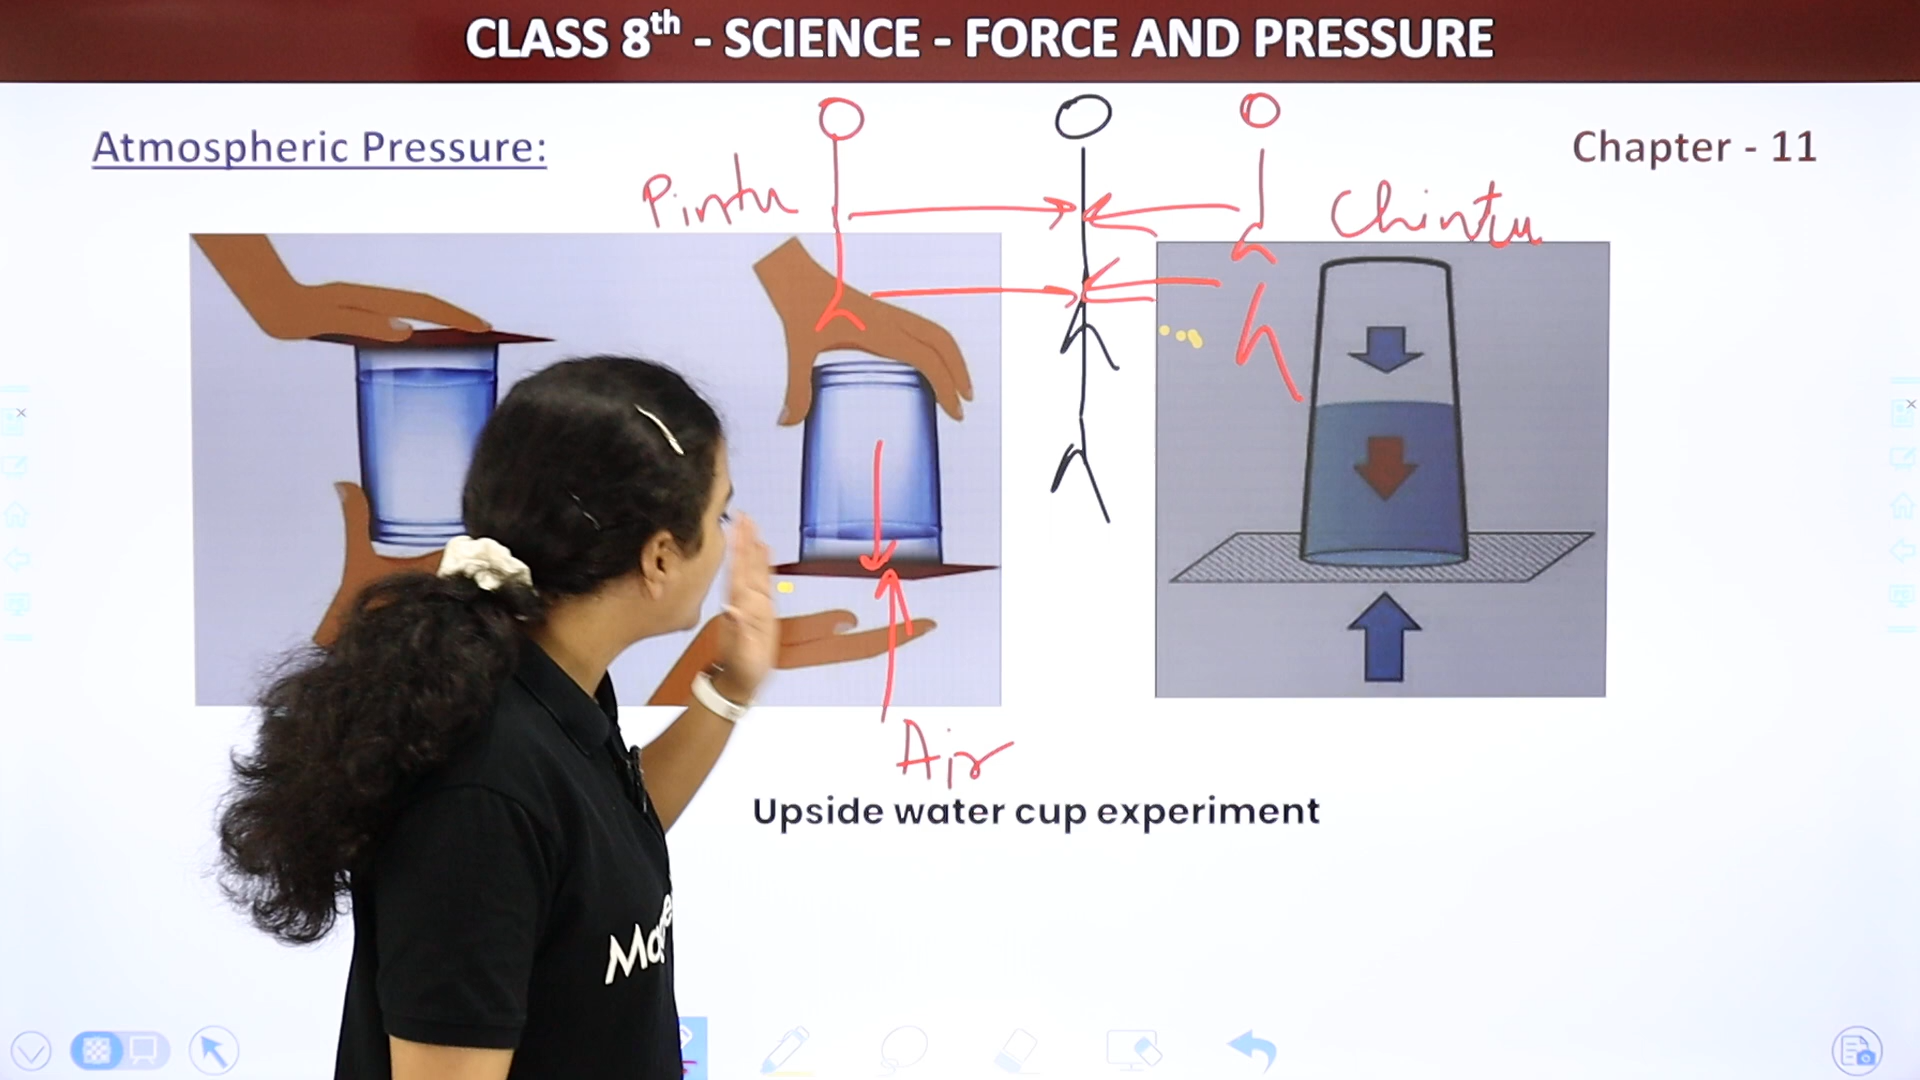 CLASS 8th - SCIENCE - FORCE AND PRESSURE
Atmospheric Pressure:
Chapter - 11
Pintu
Chintu
Air
Upside water cup experiment